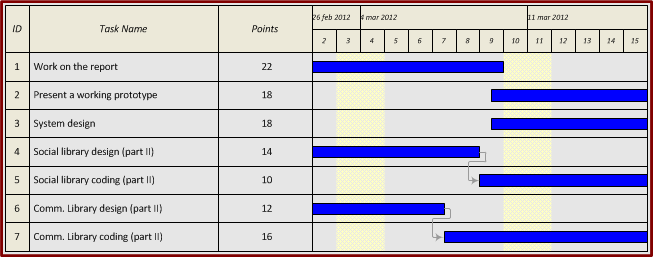 ID Task Name Points 26 feb 2012 4 mar 2012 11 mar 2012
2 3 4 5 6 7 8 9 10 11 12 13 14 15
1 Work on the report 22
2 Present a working prototype 18
3 System design 18
4 Social library design (part II) 14
5 Social library coding (part II) 10
6 Comm. Library design (part II) 12
7 Comm. Library coding (part II) 16